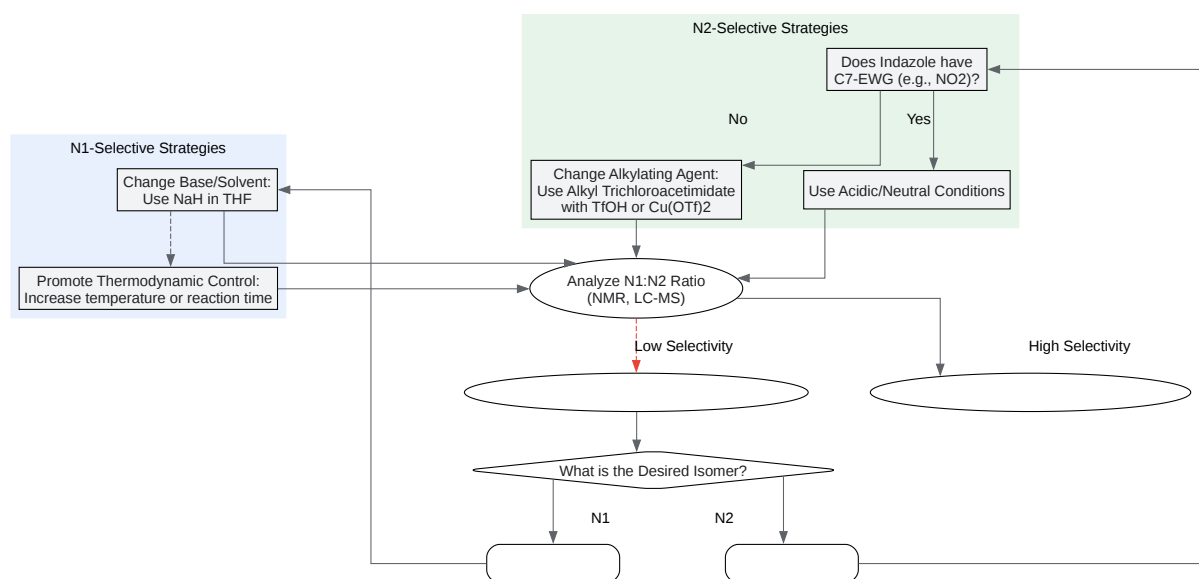 N2-Selective Strategies
Does Indazole have
C7-EWG (e.g., NO2)?
No
Yes
N1-Selective Strategies
Change Base/Solvent:
Use NaH in THF
Change Alkylating Agent:
Use Alkyl Trichloroacetimidate
with TfOH or Cu(OTf)2
Use Acidic/Neutral Conditions
Promote Thermodynamic Control:
Increase temperature or reaction time
Analyze N1:N2 Ratio
(NMR, LC-MS)
Low Selectivity
High Selectivity
What is the Desired Isomer?
N1
N2